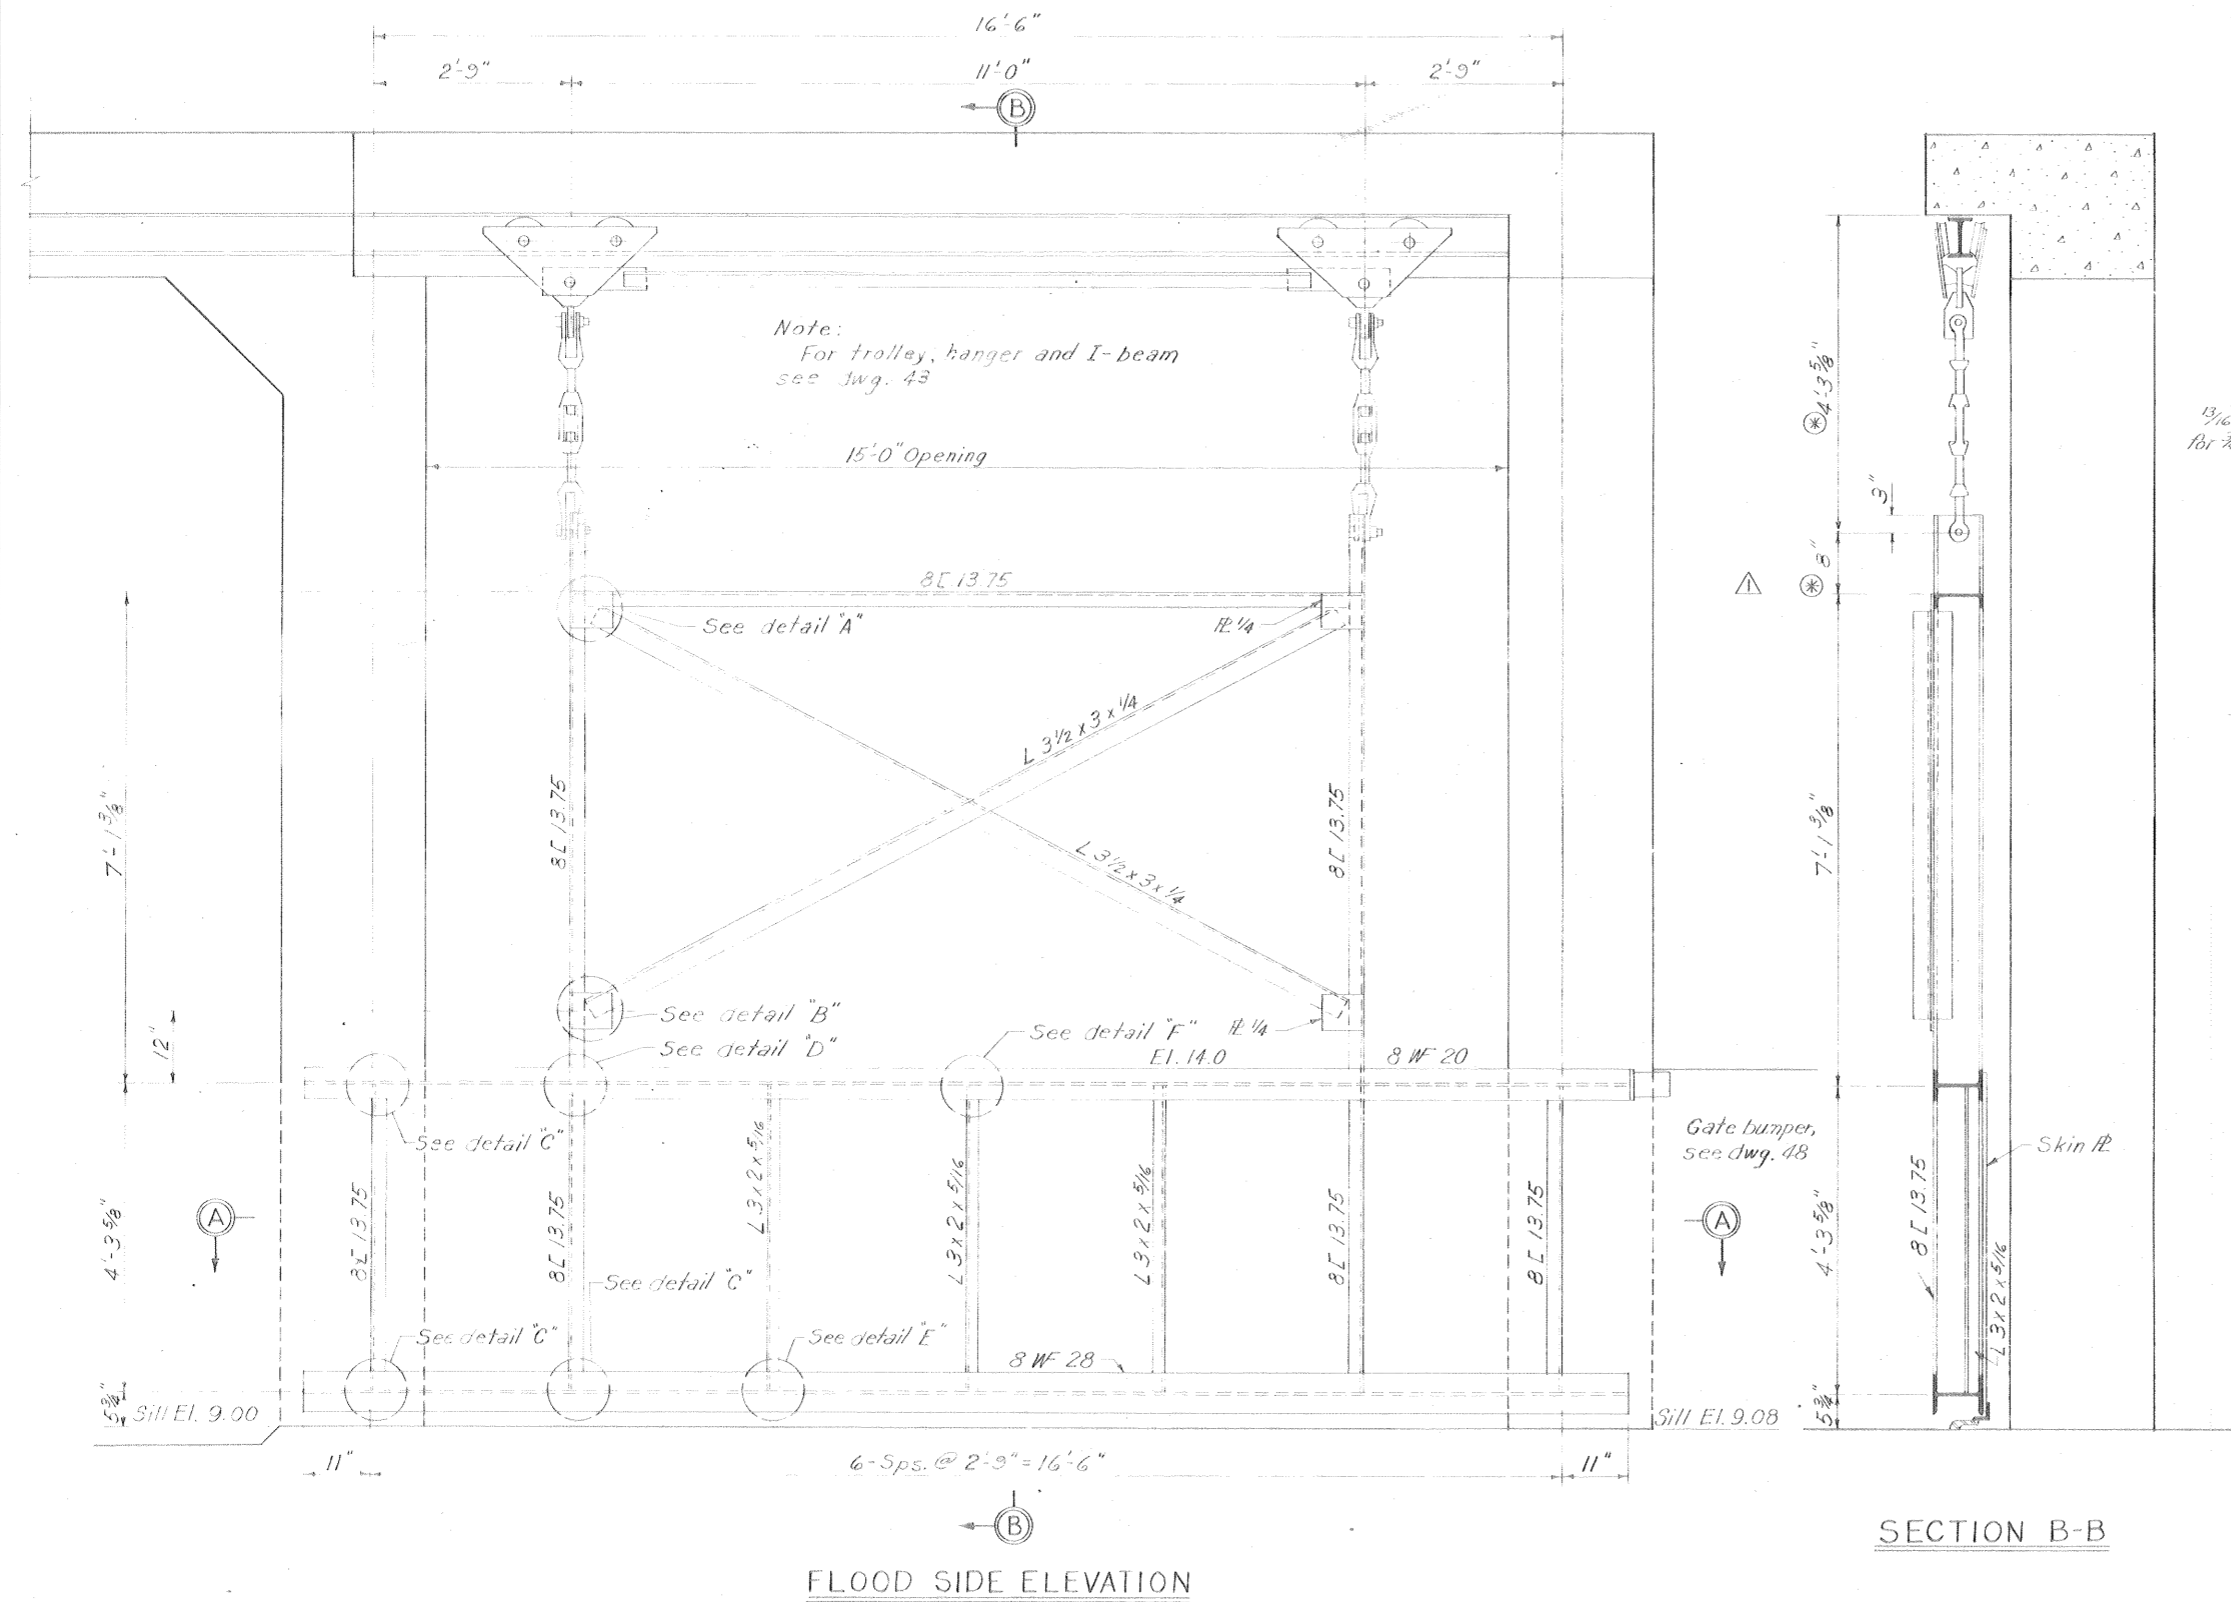 16'-6"
2'-9"
11'-0"
2'-9"
B
Note:
For trolley, hanger and I-beam
see dwg. 43
15'-0" Opening
8[ 13.75
See detail "A"
PL 1/4
L 3 1/2 x 3 x 1/4
L 3 1/2 x 3 x 1/4
8[ 13.75
8[ 13.75
7'-1 3/8"
12"
See detail "B"
See detail "D"
See detail "F"
PL 1/4
El. 14.0
8 WF 20
See detail "C"
Gate bumper,
see dwg. 48
A
4'-3 5/8"
8[ 13.75
8[ 13.75
L 3 x 2 x 5/16
L 3 x 2 x 5/16
L 3 x 2 x 5/16
8[ 13.75
8[ 13.75
A
See detail "C"
See detail "C"
See detail "E"
8 WF 28
5 3/4"
Sill El. 9.00
Sill El. 9.08
11"
6-Sps. @ 2'-9" = 16'-6"
11"
B
FLOOD SIDE ELEVATION
4'-3 5/8"
3"
8"
1
7'-1 3/8"
8[ 13.75
Skin PL
4'-3 5/8"
L 3 x 2 x 5/16
5 3/4"
13/16
for
SECTION B-B